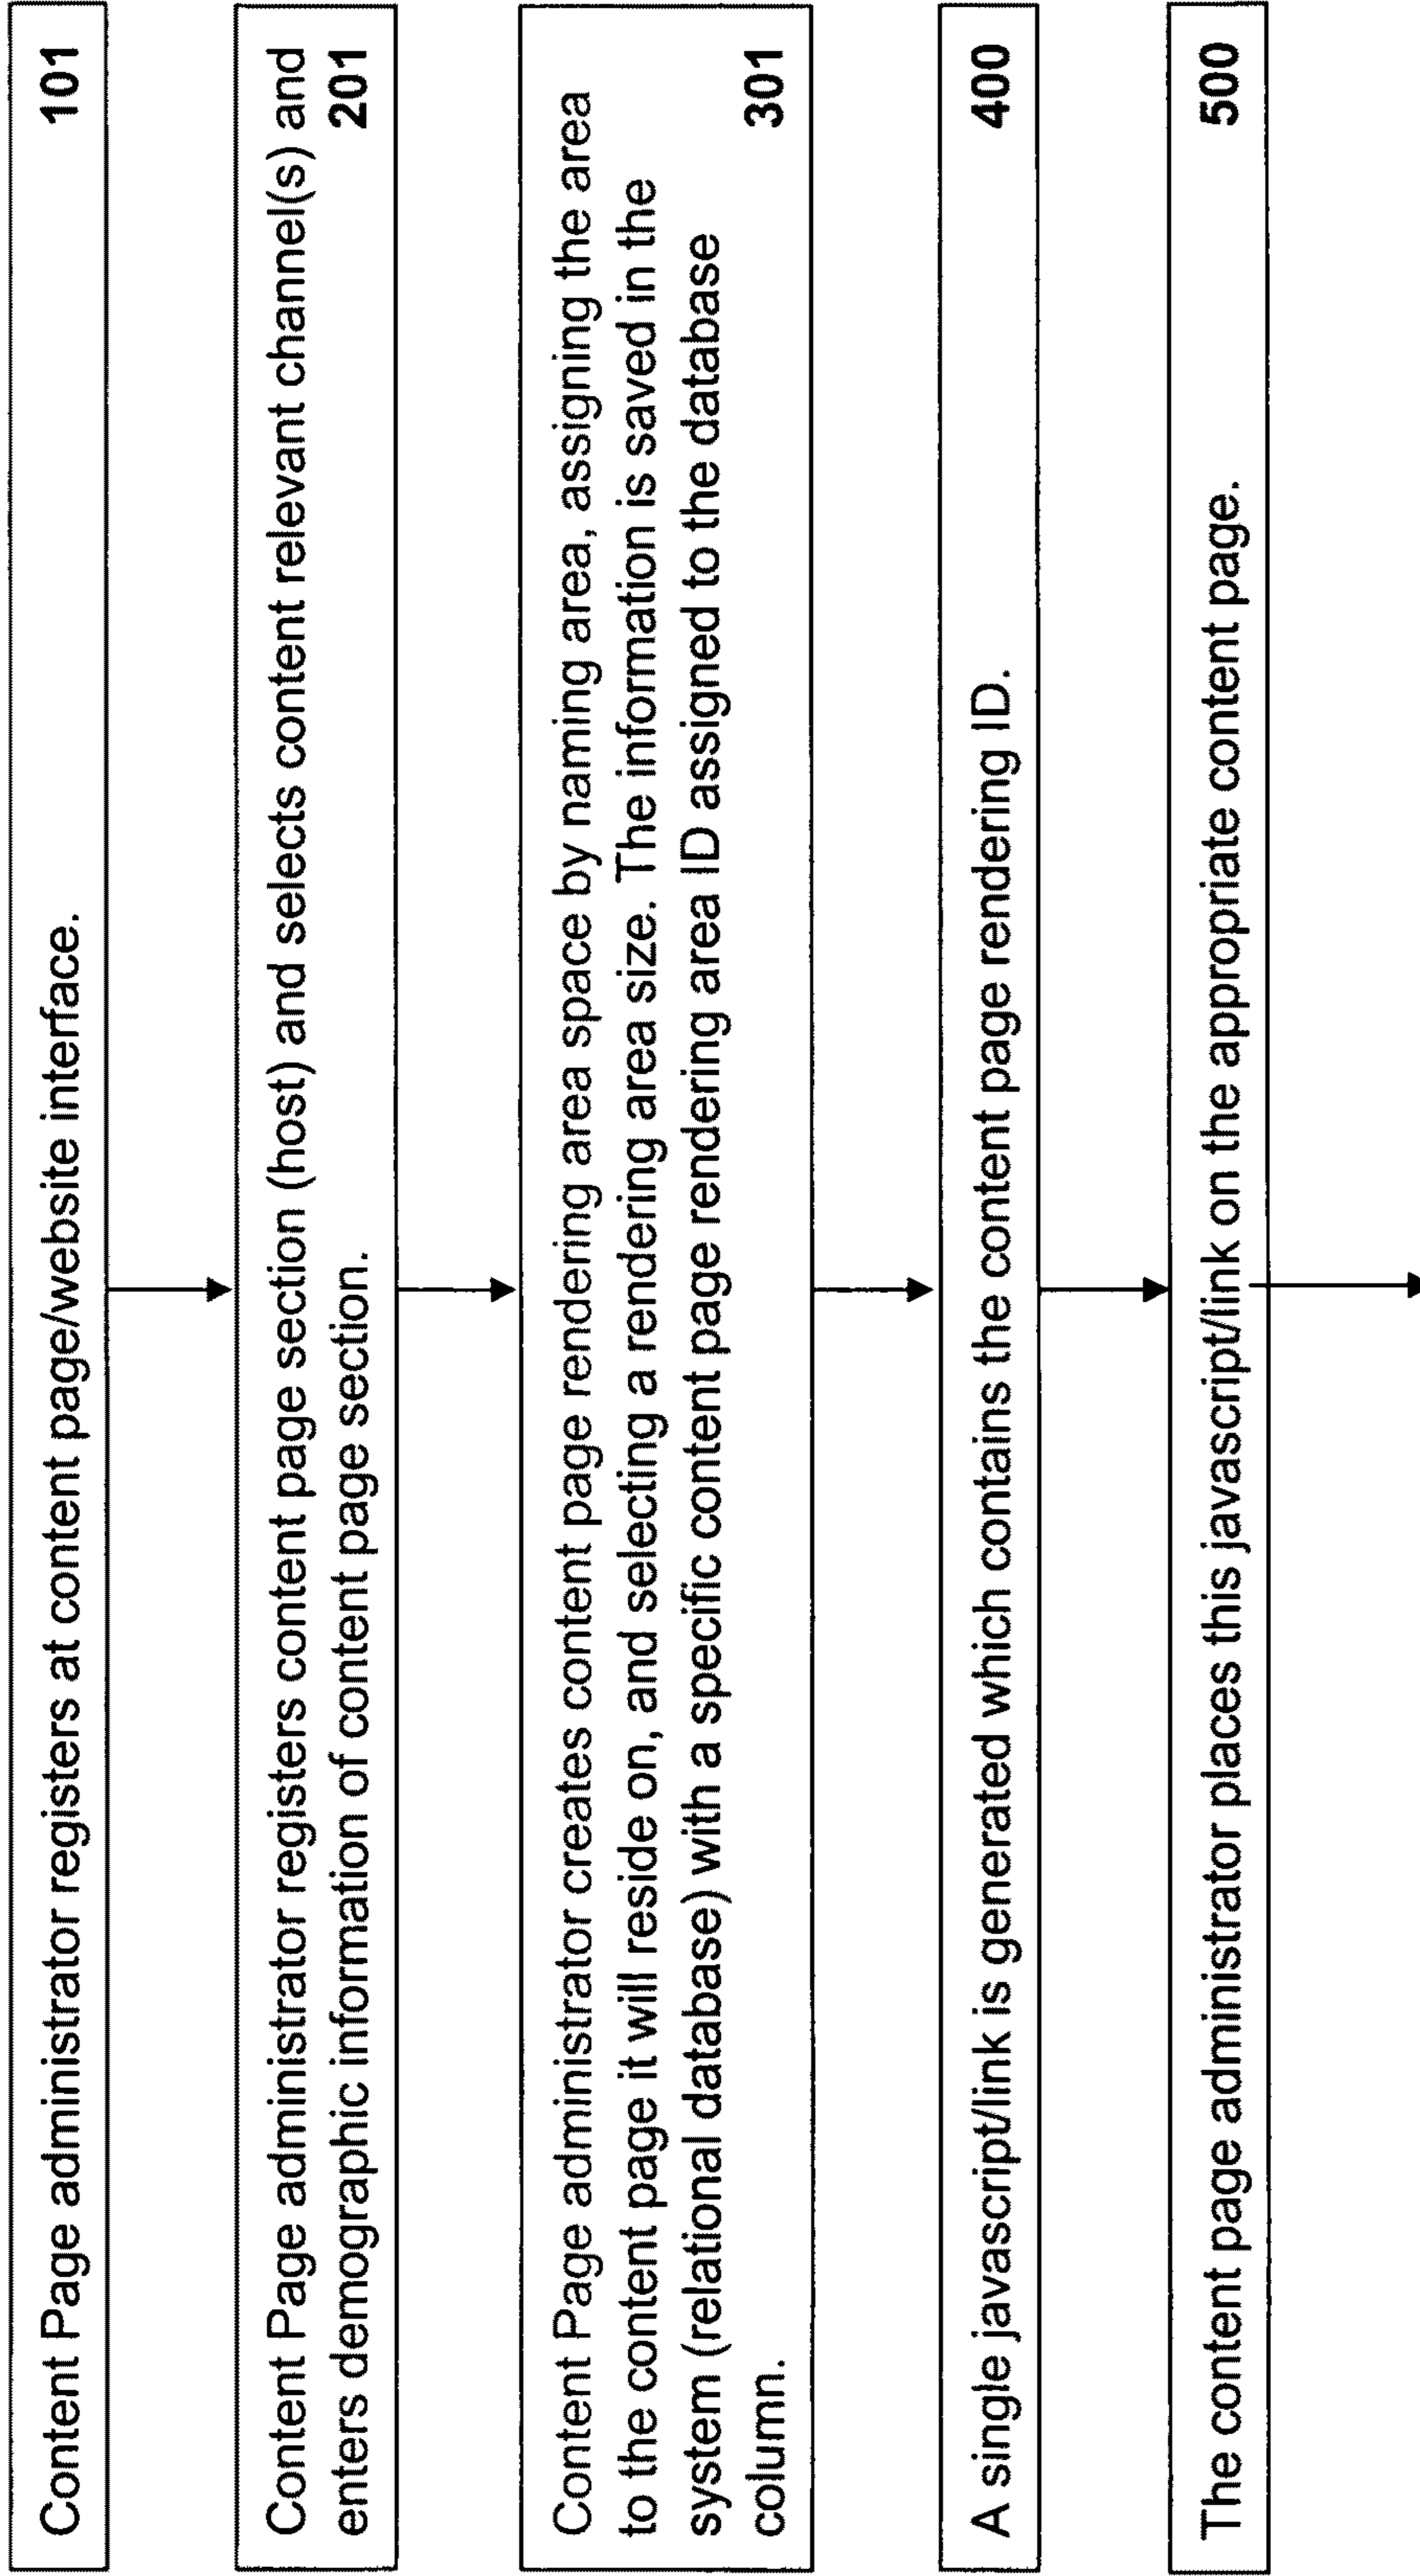 Content Page administrator registers at content page/website interface. 101
Content Page administrator registers content page section (host) and selects content relevant channel(s) and
enters demographic information of content page section. 201
Content Page administrator creates content page rendering area space by naming area, assigning the area
to the content page it will reside on, and selecting a rendering area size. The information is saved in the
system (relational database) with a specific content page rendering area ID assigned to the database
column. 301
A single javascript/link is generated which contains the content page rendering ID. 400
The content page administrator places this javascript/link on the appropriate content page. 500